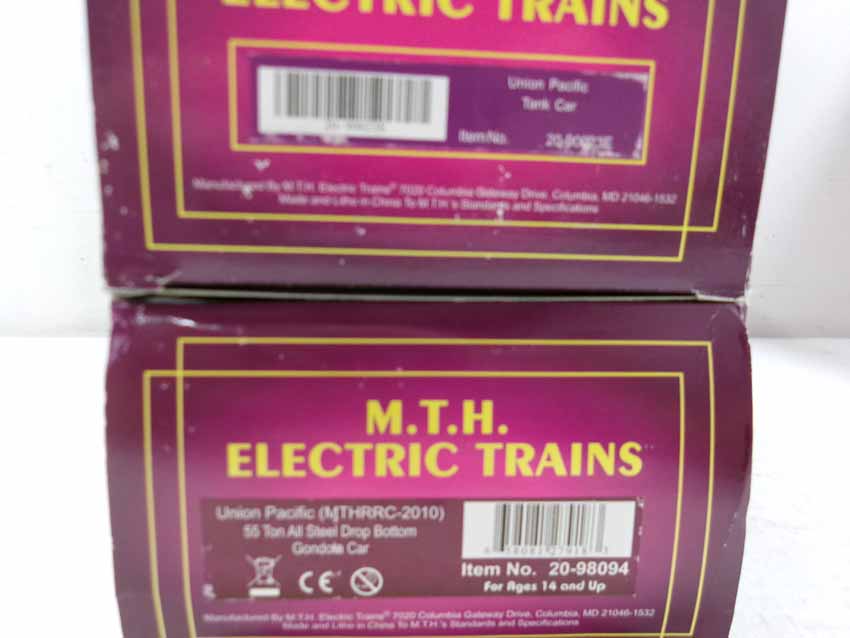 ELECTRIC TRAINS
Union Pacific
Tank Car
Item No.
Manufactured By M.T.H. Electric Trains® 7020 Columbia Gateway Drive, Columbia, MD 21046-1532
Made and Litho in China To M.T.H.'s Standards and Specifications
M.T.H.
ELECTRIC TRAINS
Union Pacific (MTHRRC-2010)
55 Ton All Steel Drop Bottom
Gondola Car
CE
Item No. 20-98094
For Ages 14 and Up
Manufactured By M.T.H. Electric Trains® 7020 Columbia Gateway Drive, Columbia, MD 21046-1532
Made and Litho in China To M.T.H.'s Standards and Specifications